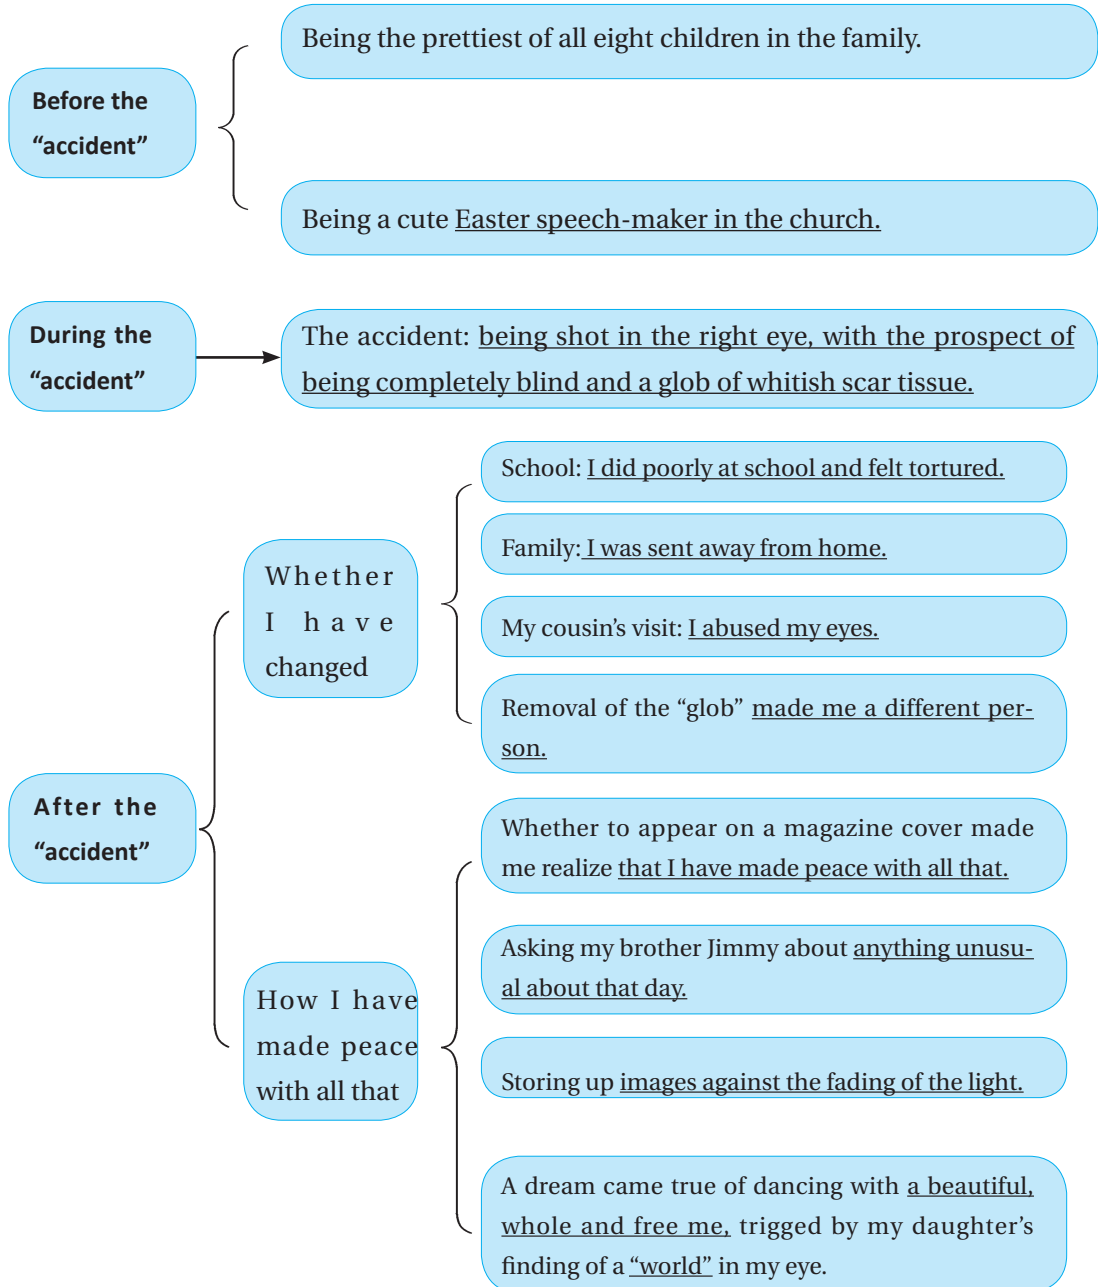 Before the
“accident”
Being the prettiest of all eight children in the family.
Being a cute Easter speech-maker in the church.
During the
“accident”
The accident: being shot in the right eye, with the prospect of
being completely blind and a glob of whitish scar tissue.
After the
“accident”
Whether
I have
changed
School: I did poorly at school and felt tortured.
Family: I was sent away from home.
My cousin’s visit: I abused my eyes.
Removal of the “glob” made me a different per-
son.
How I have
made peace
with all that
Whether to appear on a magazine cover made
me realize that I have made peace with all that.
Asking my brother Jimmy about anything unusu-
al about that day.
Storing up images against the fading of the light.
A dream came true of dancing with a beautiful,
whole and free me, trigged by my daughter’s
finding of a “world” in my eye.